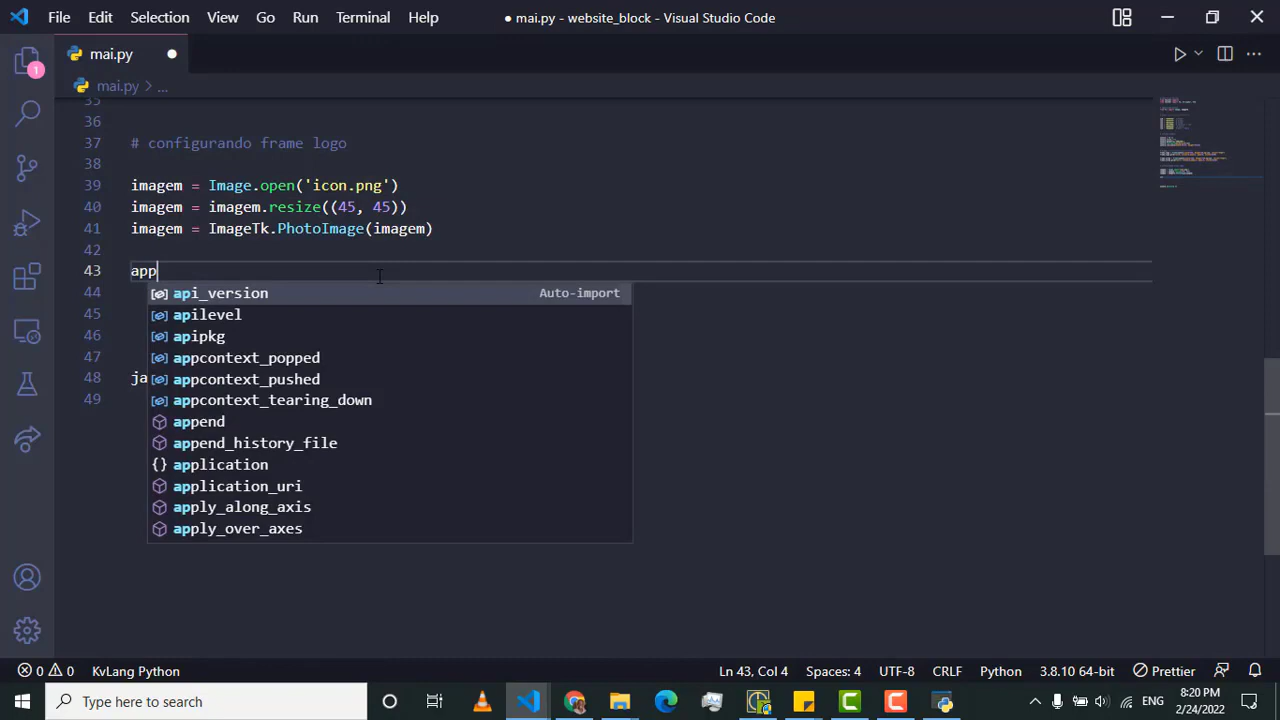 File Edit Selection View Go Run Terminal Help ● mai.py - website_block - Visual Studio Code
mai.py
mai.py > ...
1
35
36
37 # configurando frame logo
38
39 imagem = Image.open('icon.png')
40 imagem = imagem.resize((45, 45))
41 imagem = ImageTk.PhotoImage(imagem)
42
43 app
44 api_version Auto-import
45 apilevel
46 apipkg
47 appcontext_popped
48 ja appcontext_pushed
49 appcontext_tearing_down
append
append_history_file
{} application
application_uri
apply_along_axis
apply_over_axes
0 0 KvLang Python Ln 43, Col 4 Spaces: 4 UTF-8 CRLF Python 3.8.10 64-bit Prettier
Type here to search ENG 8:20 PM
2/24/2022